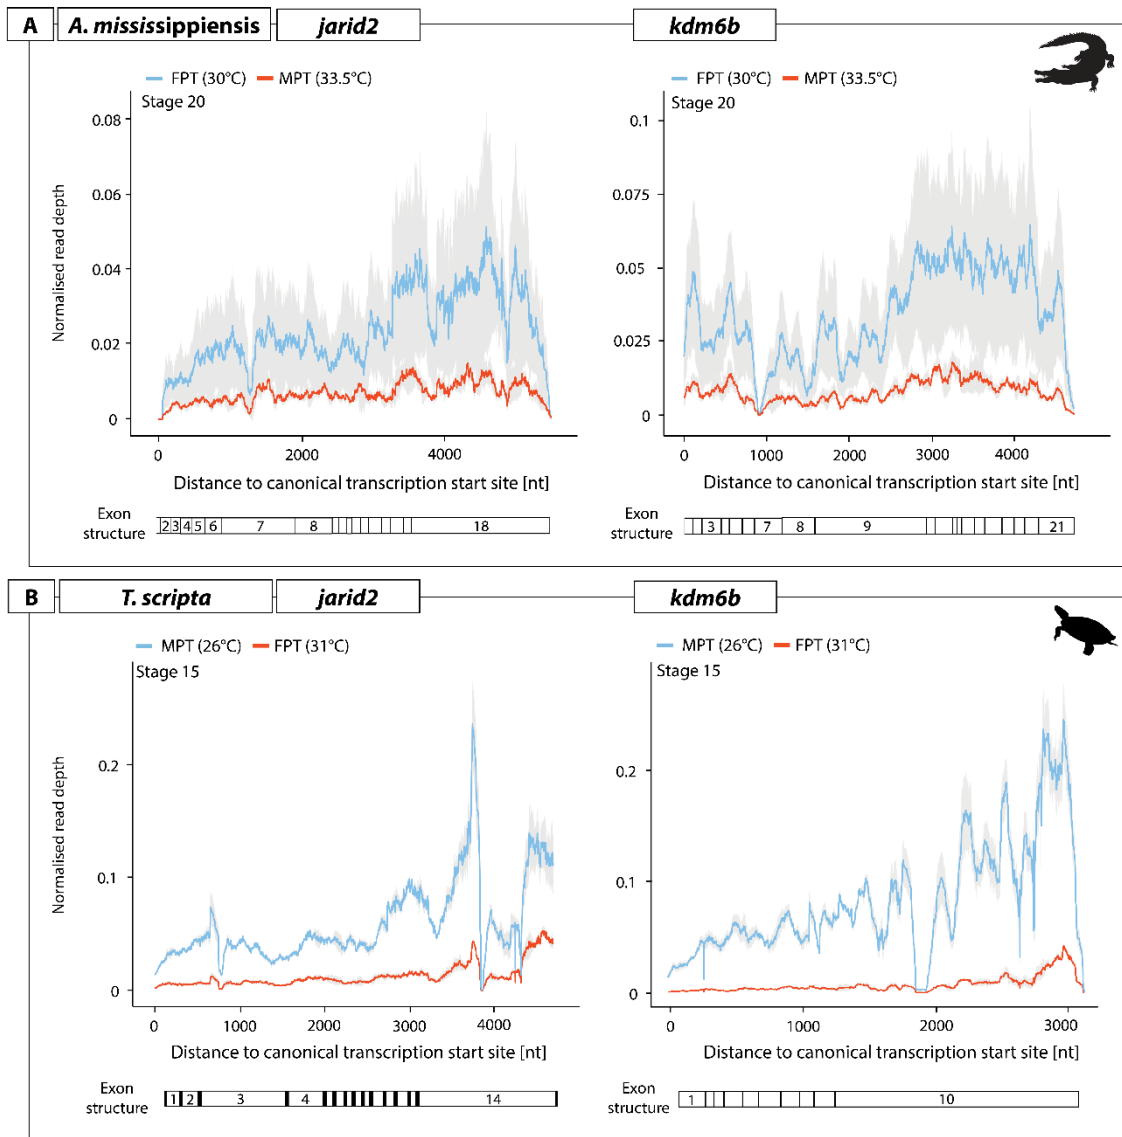 A A. mississippiensis jarid2 kdm6b
FPT (30°C) MPT (33.5°C) FPT (30°C) MPT (33.5°C)
Stage 20 Stage 20
Normalised read depth
0.08
0.06
0.04
0.02
0
0.1
0.075
0.05
0.025
0
0 2000 4000
0 1000 2000 3000 4000
Distance to canonical transcription start site [nt] Distance to canonical transcription start site [nt]
Exon structure 2 3 4 5 6 7 8 18
Exon structure 3 7 8 9 21
B T. scripta jarid2 kdm6b
MPT (26°C) FPT (31°C) MPT (26°C) FPT (31°C)
Stage 15 Stage 15
Normalised read depth
0.2
0.1
0
0.2
0.1
0
0 1000 2000 3000 4000
0 1000 2000 3000
Distance to canonical transcription start site [nt] Distance to canonical transcription start site [nt]
Exon structure 1 2 3 4 14
Exon structure 1 10